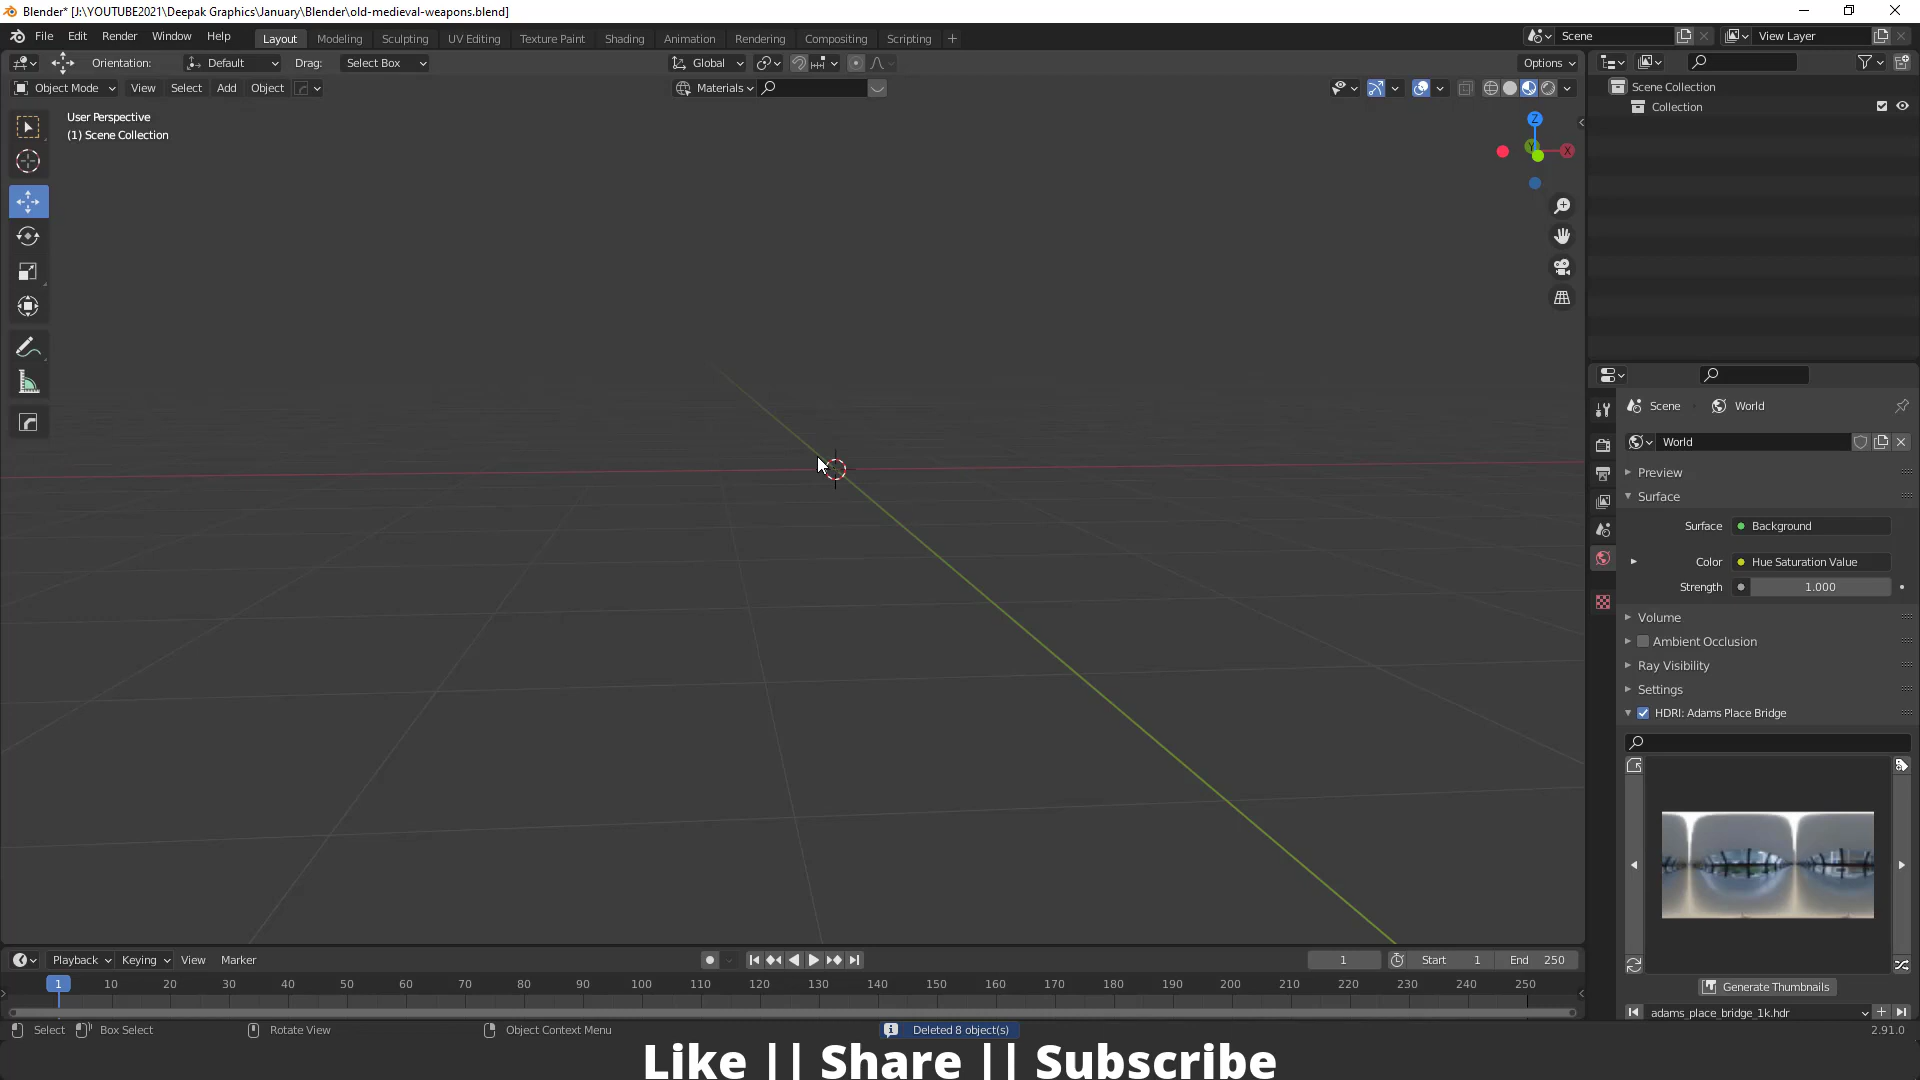 Blender* [J:\YOUTUBE2021\Deepak Graphics\January\Blender\old-medieval-weapons.blend]
File Edit Render Window Help Layout Modeling Sculpting UV Editing Texture Paint Shading Animation Rendering Compositing Scripting + Scene View Layer
Orientation: Default Drag: Select Box Global Options
Object Mode View Select Add Object Materials
User Perspective
(1) Scene Collection
Z
Y
X
Scene Collection
Collection
Scene World
World
Preview
Surface
Surface Background
Color Hue Saturation Value
Strength 1.000
Volume
Ambient Occlusion
Ray Visibility
Settings
HDRI: Adams Place Bridge
Generate Thumbnails
adams_place_bridge_1k.hdr
Playback Keying View Marker 1 Start 1 End 250
1 10 20 30 40 50 60 70 80 90 100 110 120 130 140 150 160 170 180 190 200 210 220 230 240 250
Select Box Select Rotate View Object Context Menu Deleted 8 object(s) 2.91.0
Like || Share || Subscribe